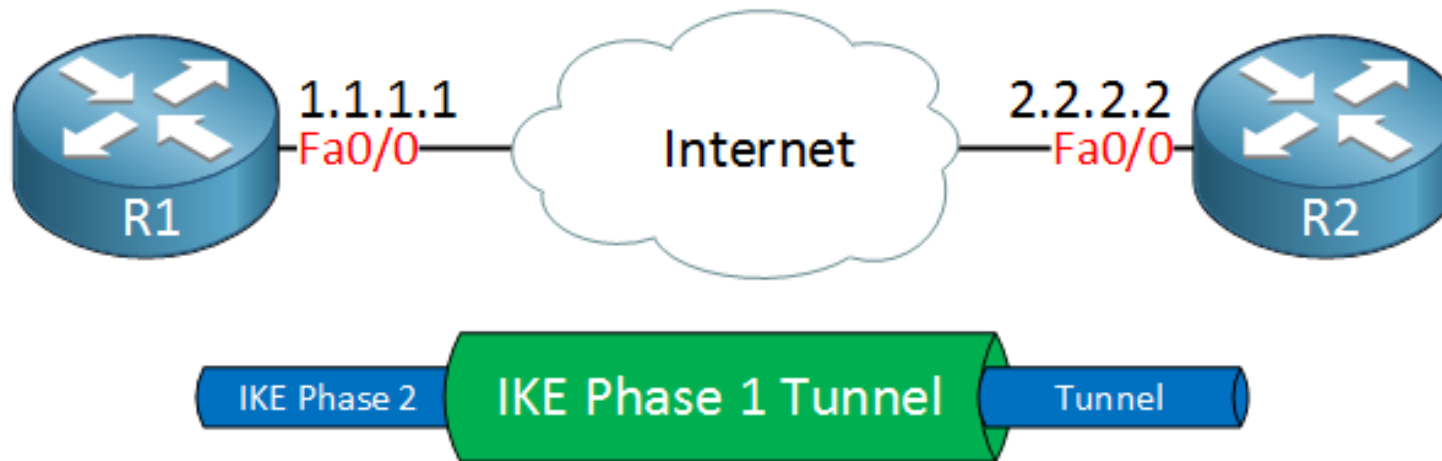 1.1.1.1
2.2.2.2
Fa0/0
Internet
Fa0/0
R1
R2
IKE Phase 2
IKE Phase 1 Tunnel
Tunnel